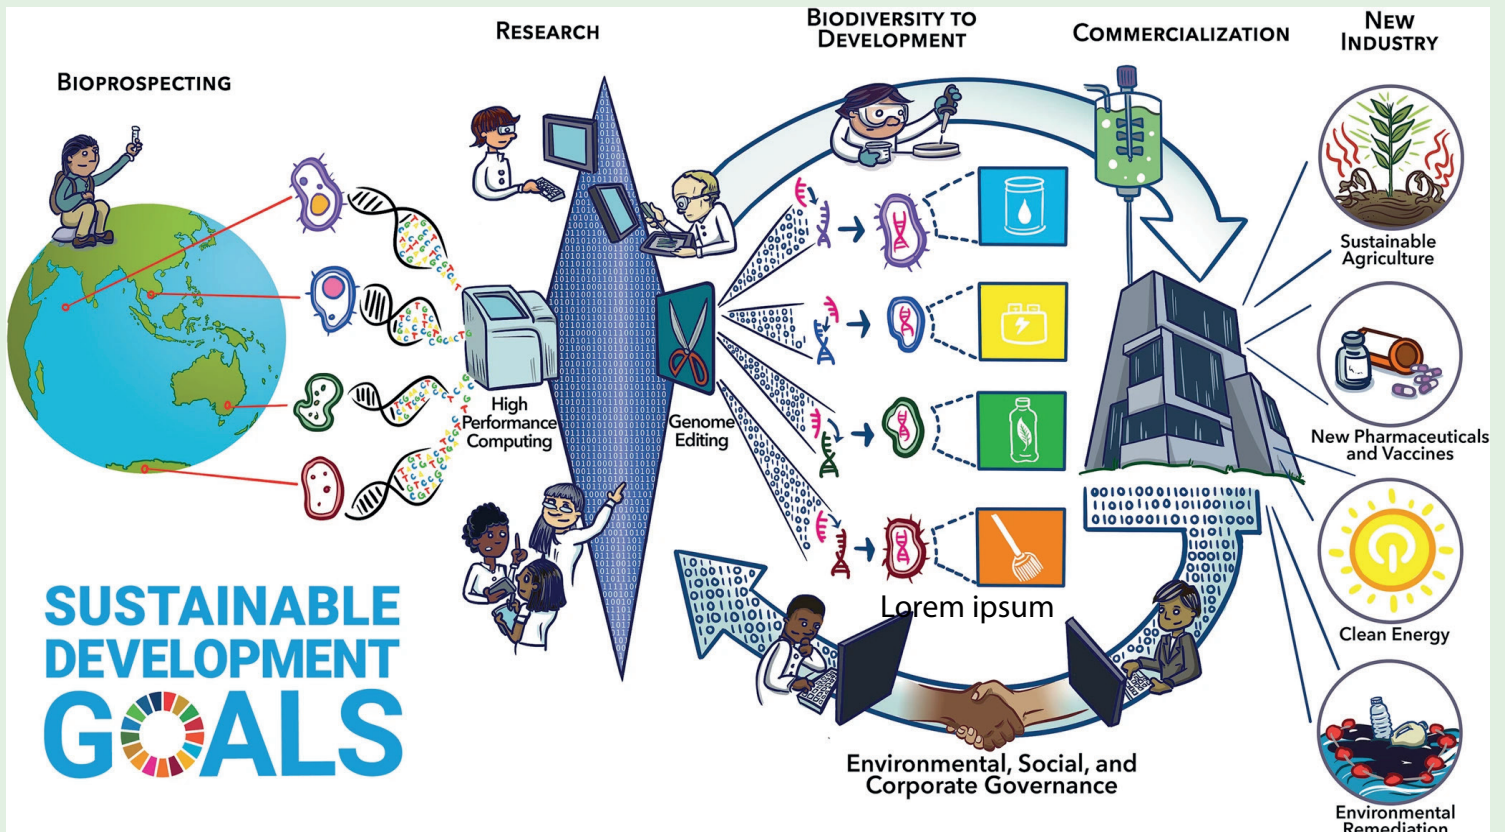 BIOPROSPECTING
RESEARCH
BIODIVERSITY TO
DEVELOPMENT
COMMERCIALIZATION
NEW
INDUSTRY
High
Performance
Computing
Genome
Editing
Lorem ipsum
Sustainable
Agriculture
New Pharmaceuticals
and Vaccines
Clean Energy
Environmental
Remediation
Environmental, Social, and
Corporate Governance
SUSTAINABLE
DEVELOPMENT
GOALS